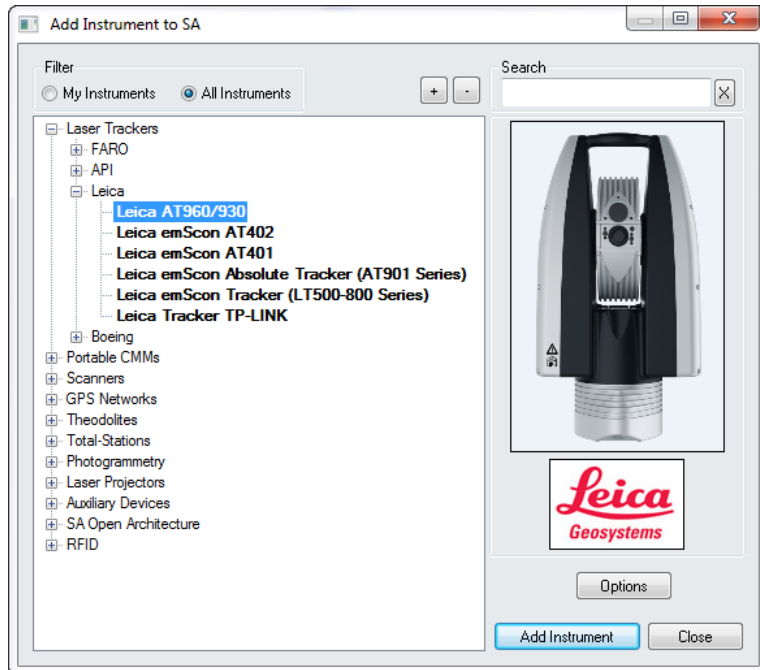 Add Instrument to SA
X
Filter
My Instruments All Instruments
+ -
Search
X
Laser Trackers
FARO
API
Leica
Leica AT960/930
Leica emScon AT402
Leica emScon AT401
Leica emScon Absolute Tracker (AT901 Series)
Leica emScon Tracker (LT500-800 Series)
Leica Tracker TP-LINK
Boeing
Portable CMMs
Scanners
GPS Networks
Theodolites
Total-Stations
Photogrammetry
Laser Projectors
Auxiliary Devices
SA Open Architecture
RFID
Leica
Geosystems
Options
Add Instrument Close